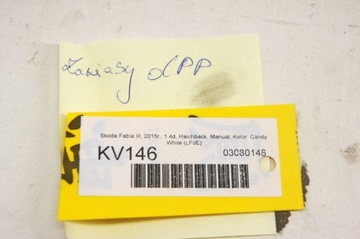 Zawiasy dPP
Skoda Fabia III, 2015r., 1.4d, Hatchback, Manual, Kolor: Candy
White (LF9E)
KV146
03080146